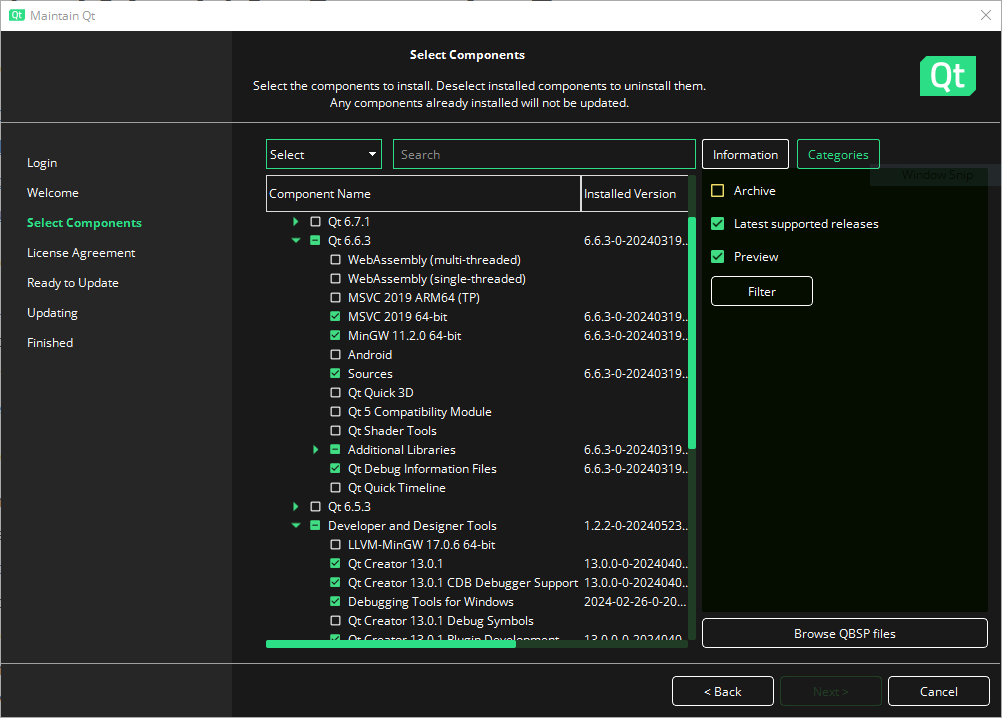 Qt Maintain Qt
Select Components
Select the components to install. Deselect installed components to uninstall them.
Any components already installed will not be updated.
Qt
Login
Welcome
Select Components
License Agreement
Ready to Update
Updating
Finished
Select
Search
Information
Categories
Window Snip
Component Name
Installed Version
Archive
Latest supported releases
Preview
Filter
Qt 6.7.1
Qt 6.6.3 6.6.3-0-20240319...
WebAssembly (multi-threaded)
WebAssembly (single-threaded)
MSVC 2019 ARM64 (TP)
MSVC 2019 64-bit 6.6.3-0-20240319...
MinGW 11.2.0 64-bit 6.6.3-0-20240319...
Android
Sources 6.6.3-0-20240319...
Qt Quick 3D
Qt 5 Compatibility Module
Qt Shader Tools
Additional Libraries 6.6.3-0-20240319...
Qt Debug Information Files 6.6.3-0-20240319...
Qt Quick Timeline
Qt 6.5.3
Developer and Designer Tools 1.2.2-0-20240523...
LLVM-MinGW 17.0.6 64-bit
Qt Creator 13.0.1 13.0.0-0-2024040...
Qt Creator 13.0.1 CDB Debugger Support 13.0.0-0-2024040...
Debugging Tools for Windows 2024-02-26-0-20...
Qt Creator 13.0.1 Debug Symbols
Qt Creator 13.0.1 Plugin Development 13.0.0-0-2024040...
Browse QBSP files
< Back
Next >
Cancel